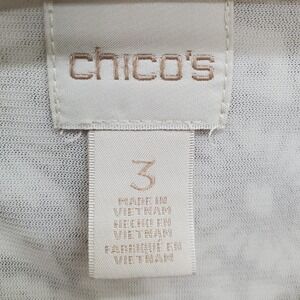 chico's
3
MADE IN
VIETNAM
HECHO EN
VIETNAM
FABRIQUÉ EN
VIETNAM